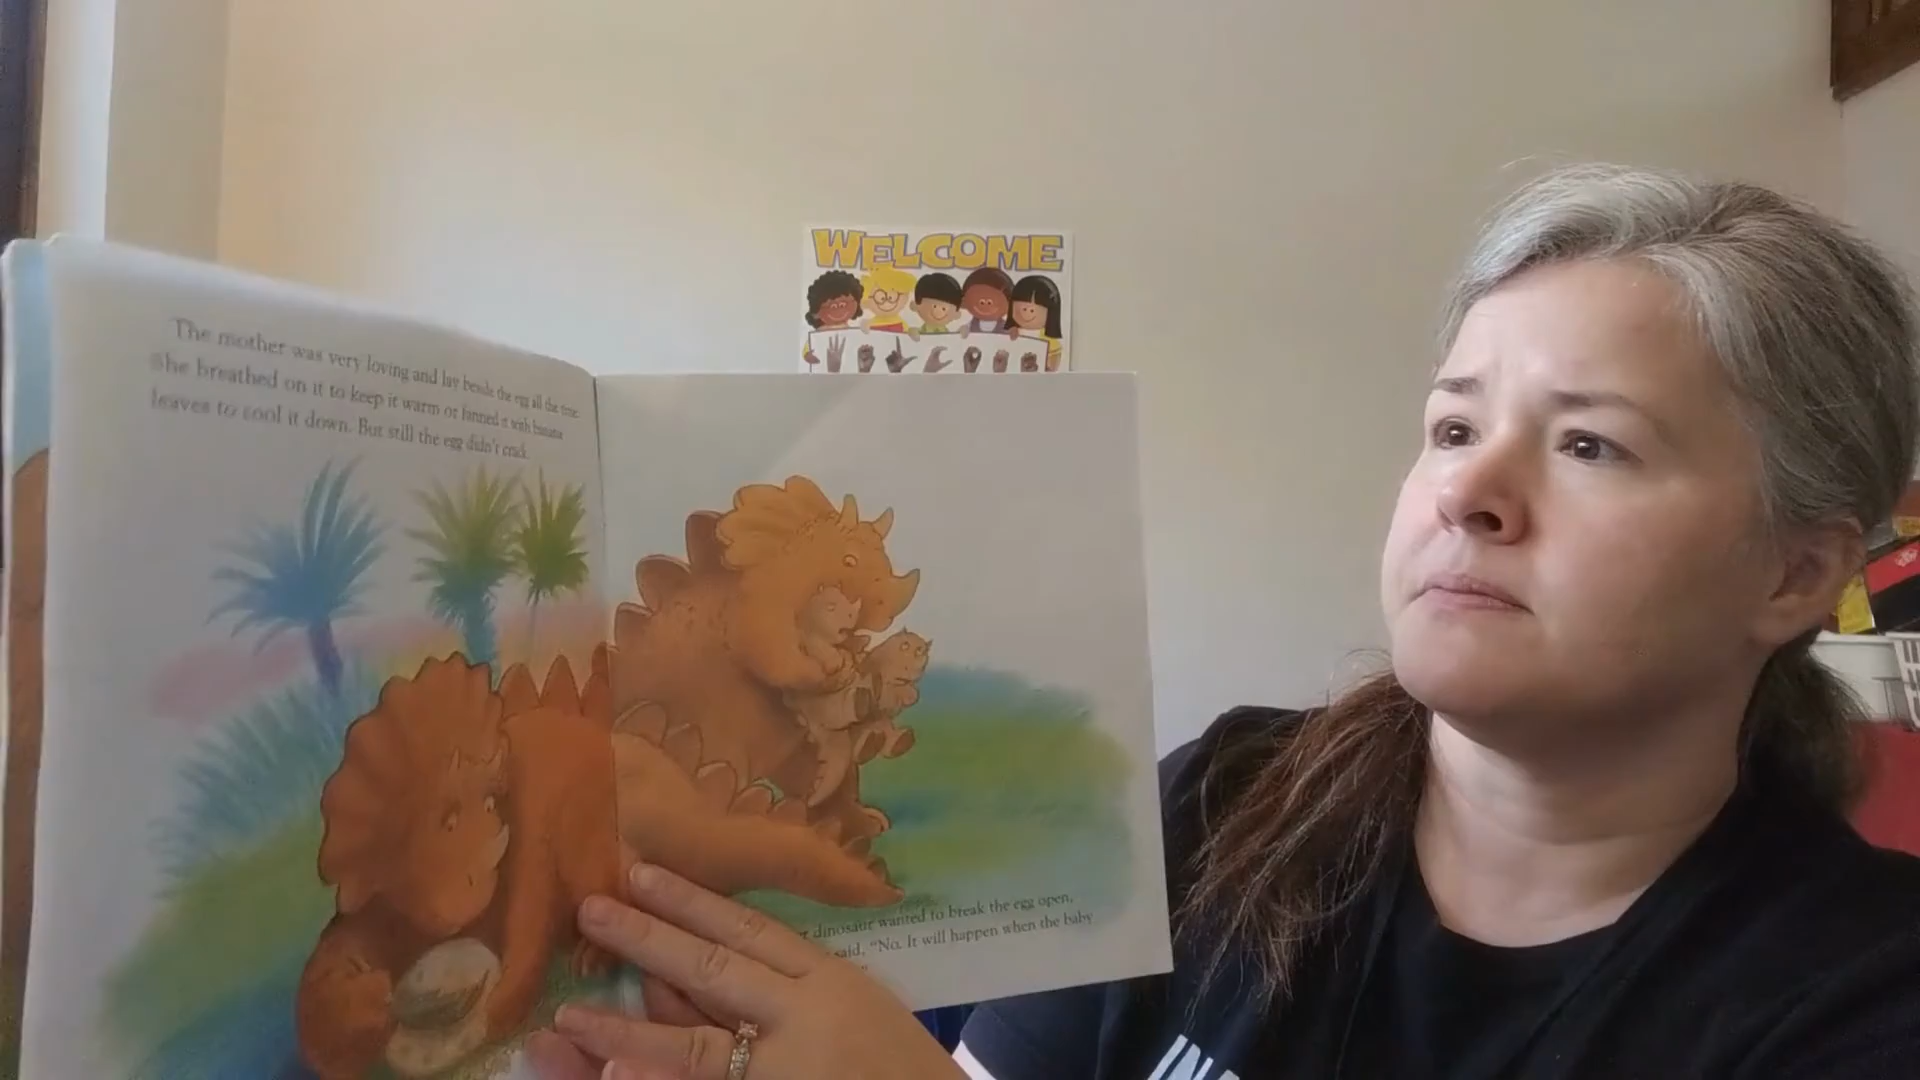 WELCOME
The mother was very loving and lay beside the egg all the time.
She breathed on it to keep it warm or fanned it with banana
leaves to cool it down. But still the egg didn't crack.
dinosaur wanted to break the egg open,
said, "No. It will happen when the baby
"
IN